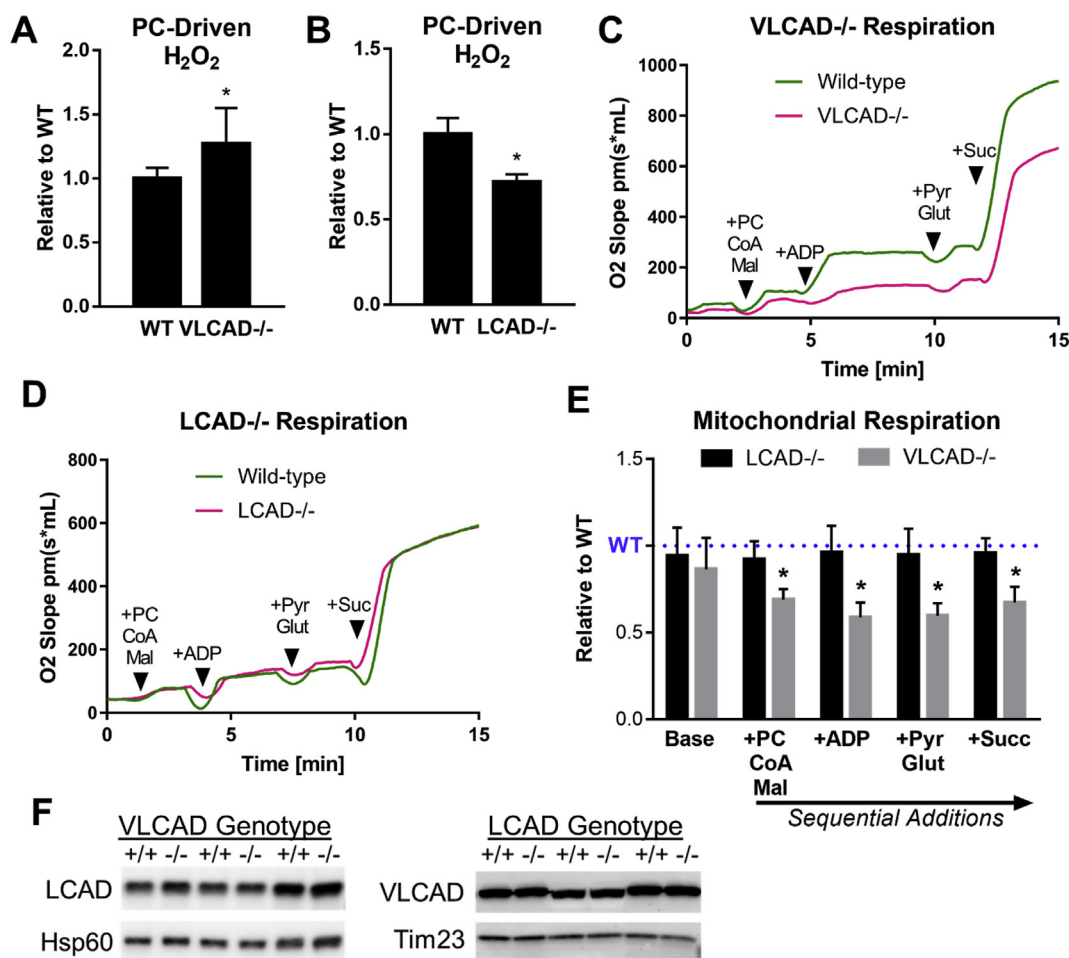 A
PC-Driven
H2O2
Relative to WT
2.0
1.5
1.0
0.5
0.0
*
WT VLCAD-/-
B
PC-Driven
H2O2
Relative to WT
1.5
1.0
0.5
0.0
*
WT LCAD-/-
C
VLCAD-/- Respiration
O2 Slope pm(s*mL)
1000
800
600
400
200
0
Wild-type
VLCAD-/-
+PC
CoA
Mal
+ADP
+Pyr
Glut
+Suc
0 5 10 15
Time [min]
D
LCAD-/- Respiration
O2 Slope pm(s*mL)
800
600
400
200
0
Wild-type
LCAD-/-
+PC
CoA
Mal
+ADP
+Pyr
Glut
+Suc
0 5 10 15
Time [min]
E
Mitochondrial Respiration
LCAD-/- VLCAD-/-
Relative to WT
1.5
WT
0.5
0.0
* * * *
Base +PC +ADP +Pyr +Succ
CoA Glut
Mal
Sequential Additions
F
VLCAD Genotype
+/+ -/- +/+ -/- +/+ -/-
LCAD
Hsp60
LCAD Genotype
+/+ -/- +/+ -/- +/+ -/-
VLCAD
Tim23